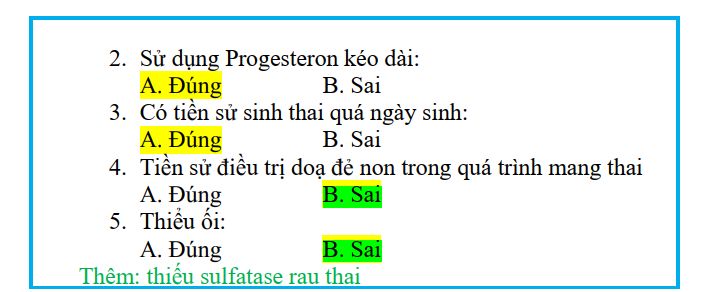 2. Sử dụng Progesteron kéo dài:
A. Đúng B. Sai
3. Có tiền sử sinh thai quá ngày sinh:
A. Đúng B. Sai
4. Tiền sử điều trị doạ đẻ non trong quá trình mang thai
A. Đúng B. Sai
5. Thiểu ối:
A. Đúng B. Sai
Thêm: thiếu sulfatase rau thai